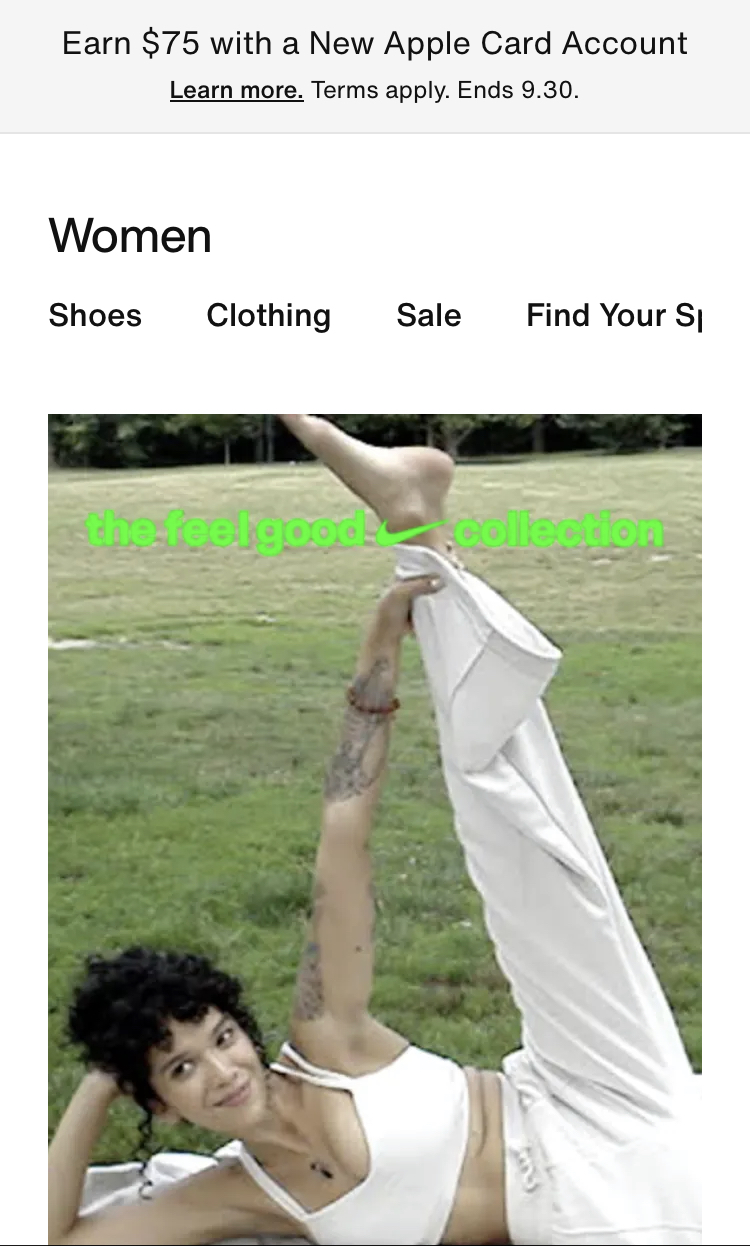 Earn $75 with a New Apple Card Account
Learn more. Terms apply. Ends 9.30.
Women
Shoes Clothing Sale Find Your
the feel good collection